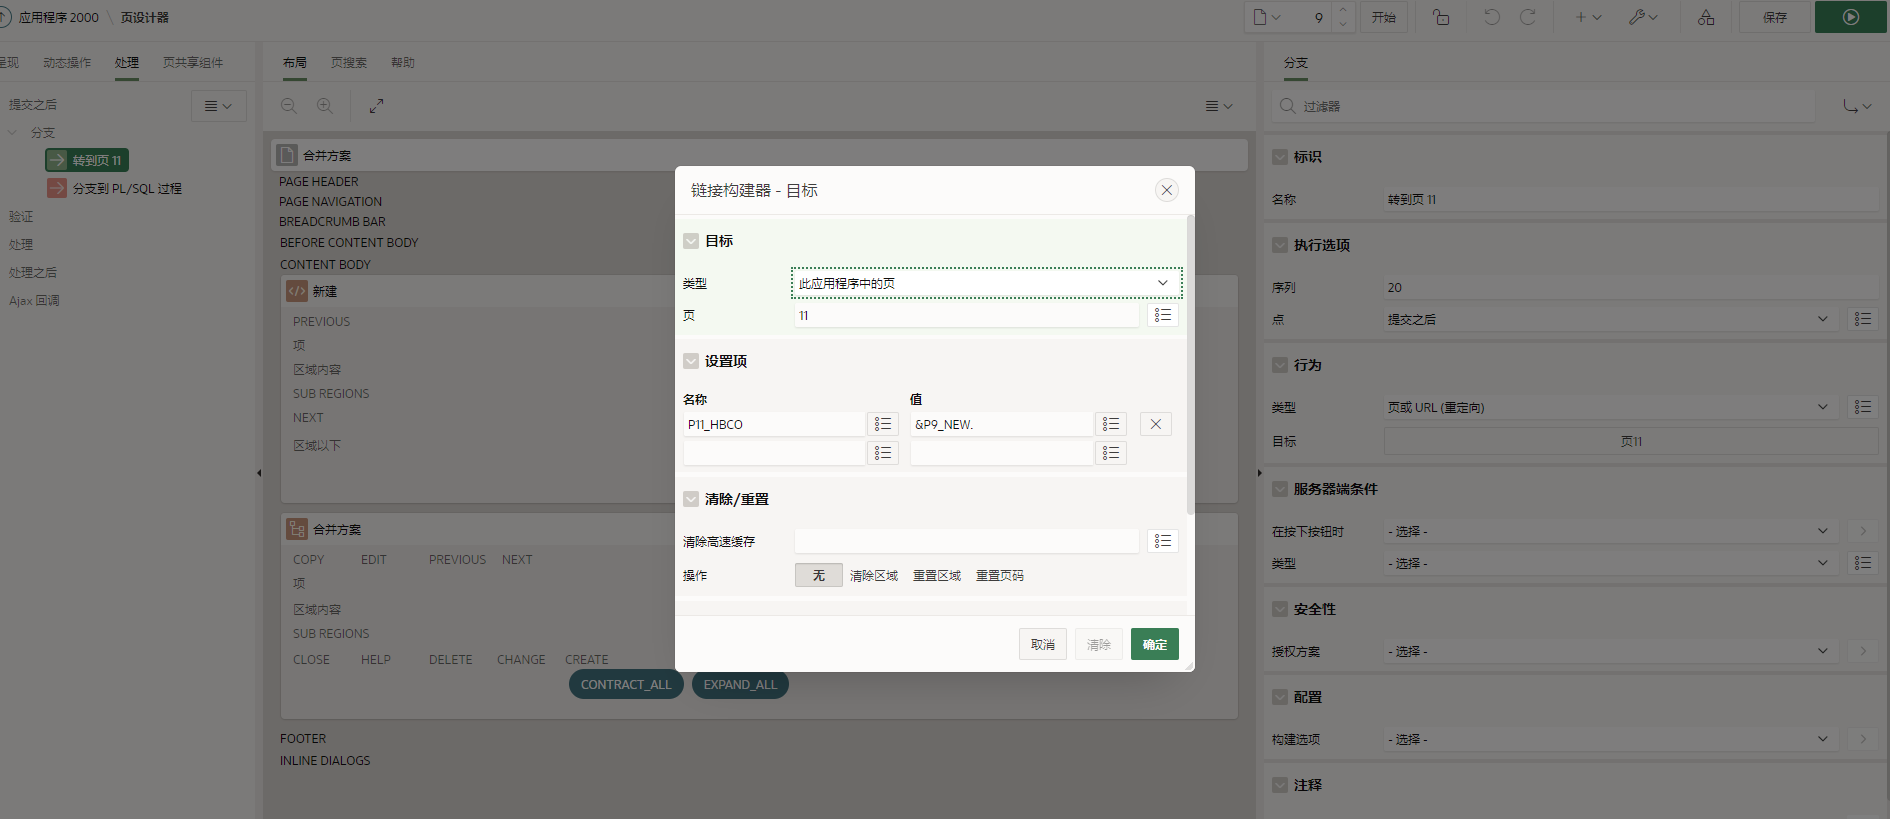 应用程序 2000
页设计器
9
开始
保存
呈现
动态操作
处理
页共享组件
提交之后
分支
转到页 11
分支到 PL/SQL 过程
验证
处理
处理之后
Ajax 回调
布局
页搜索
帮助
合并方案
PAGE HEADER
PAGE NAVIGATION
BREADCRUMB BAR
BEFORE CONTENT BODY
CONTENT BODY
新建
PREVIOUS
项
区域内容
SUB REGIONS
NEXT
区域以下
合并方案
COPY EDIT PREVIOUS NEXT
项
区域内容
SUB REGIONS
CLOSE HELP DELETE CHANGE CREATE
CONTRACT_ALL EXPAND_ALL
FOOTER
INLINE DIALOGS
链接构建器 - 目标
目标
类型 此应用程序中的页
页 11
设置项
名称 值
P11_HBCO &P9_NEW.
清除/重置
清除高速缓存
操作 无 清除区域 重置区域 重置页码
取消 清除 确定
分支
过滤器
标识
名称 转到页 11
执行选项
序列 20
点 提交之后
行为
类型 页或 URL (重定向)
目标 页11
服务器端条件
在按下按钮时 - 选择 -
类型 - 选择 -
安全性
授权方案 - 选择 -
配置
构建选项 - 选择 -
注释